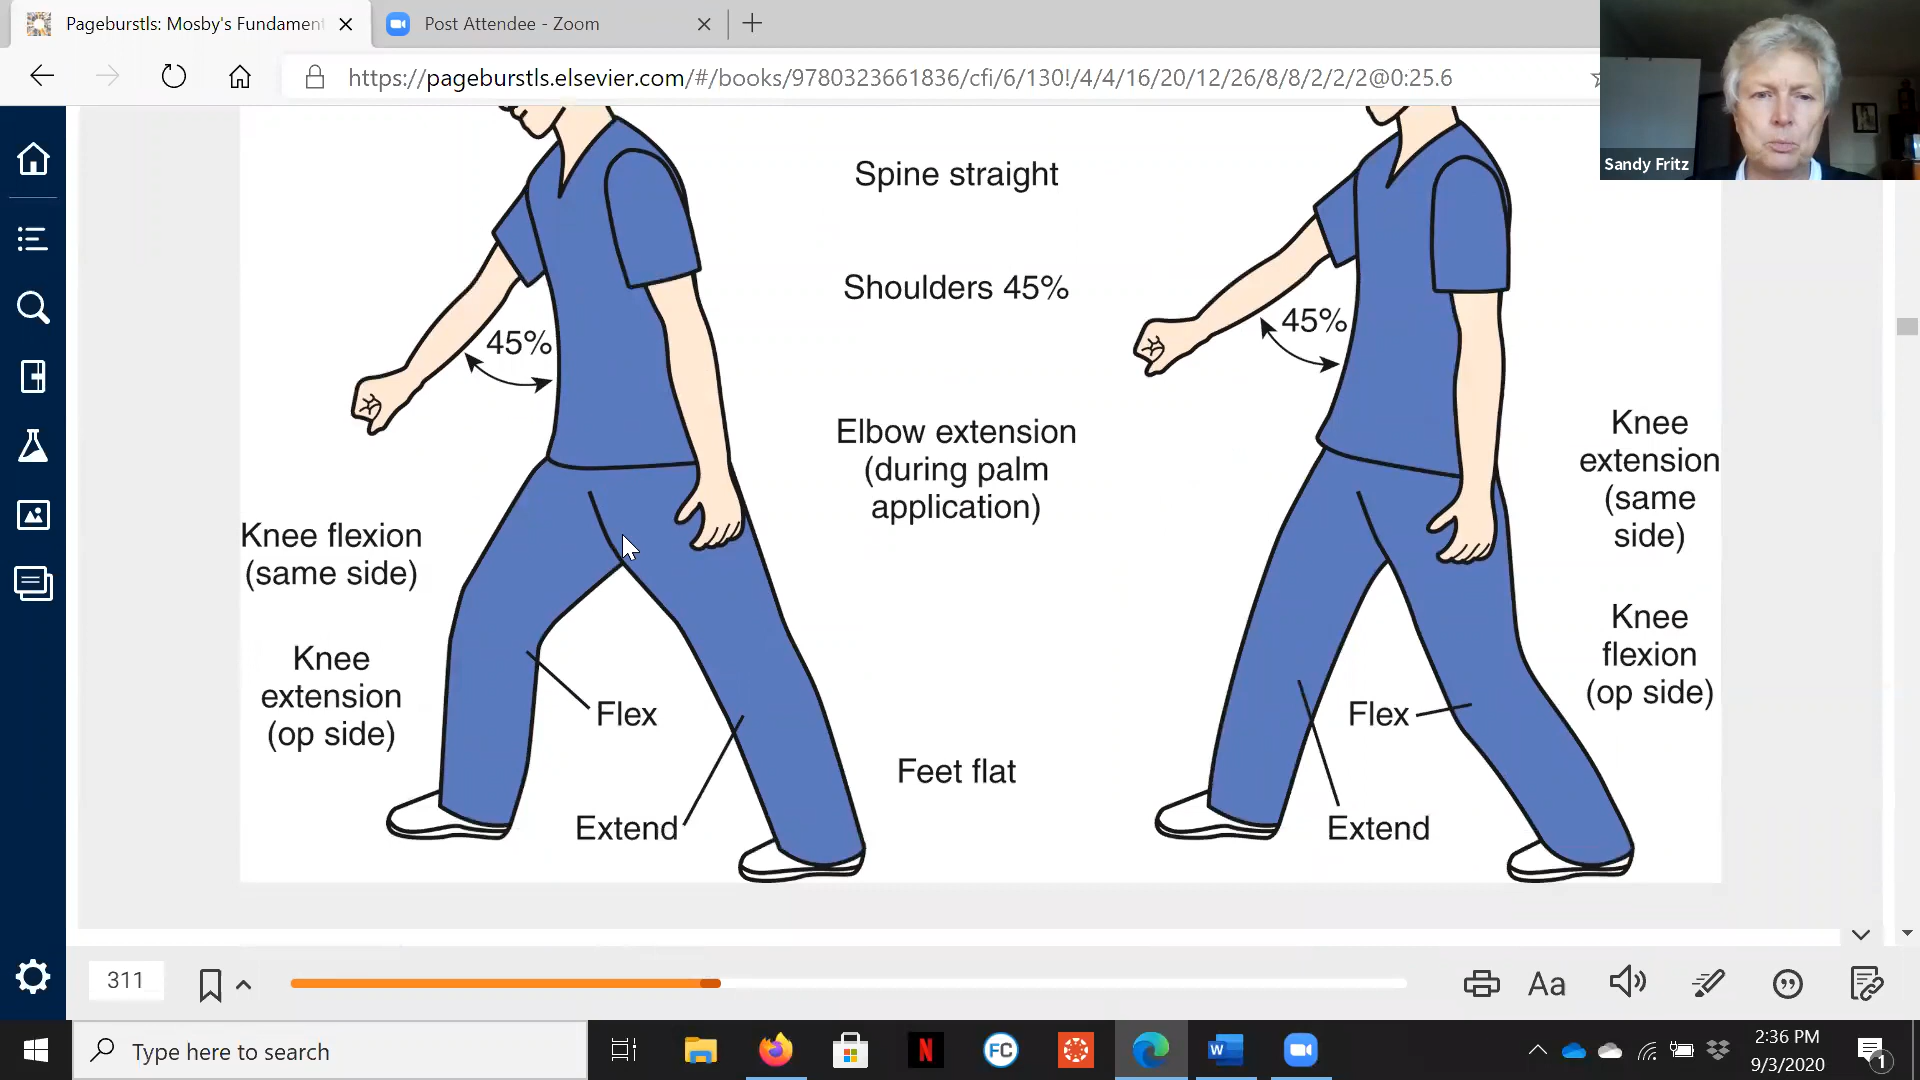 Pageburstls: Mosby's Fundament
Post Attendee - Zoom
https://pageburstls.elsevier.com/#/books/9780323661836/cfi/6/130!/4/4/16/20/12/26/8/8/2/2/2@0:25.6
Sandy Fritz
Spine straight
Shoulders 45%
45%
45%
Elbow extension
(during palm
application)
Knee
extension
(same
side)
Knee flexion
(same side)
Knee
extension
(op side)
Knee
flexion
(op side)
Flex
Flex
Feet flat
Extend
Extend
311
Aa
Type here to search
N
FC
W
2:36 PM
9/3/2020
1